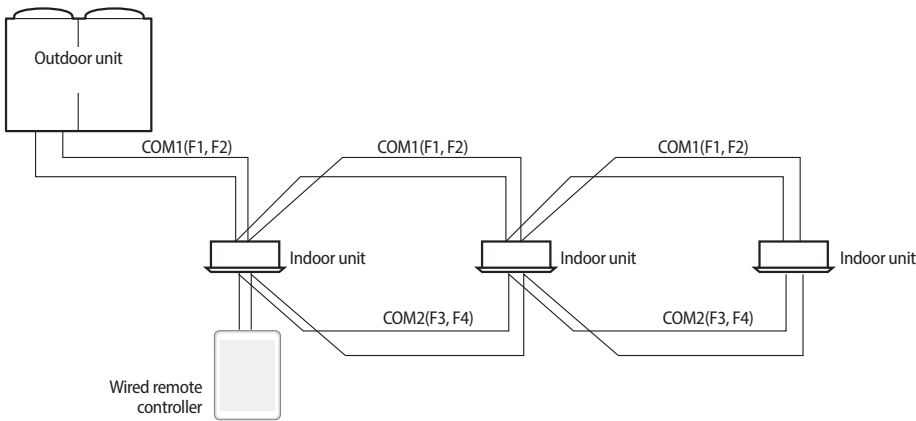 Outdoor unit
COM1(F1, F2)
COM1(F1, F2)
COM1(F1, F2)
Indoor unit
Indoor unit
Indoor unit
COM2(F3, F4)
COM2(F3, F4)
Wired remote
controller